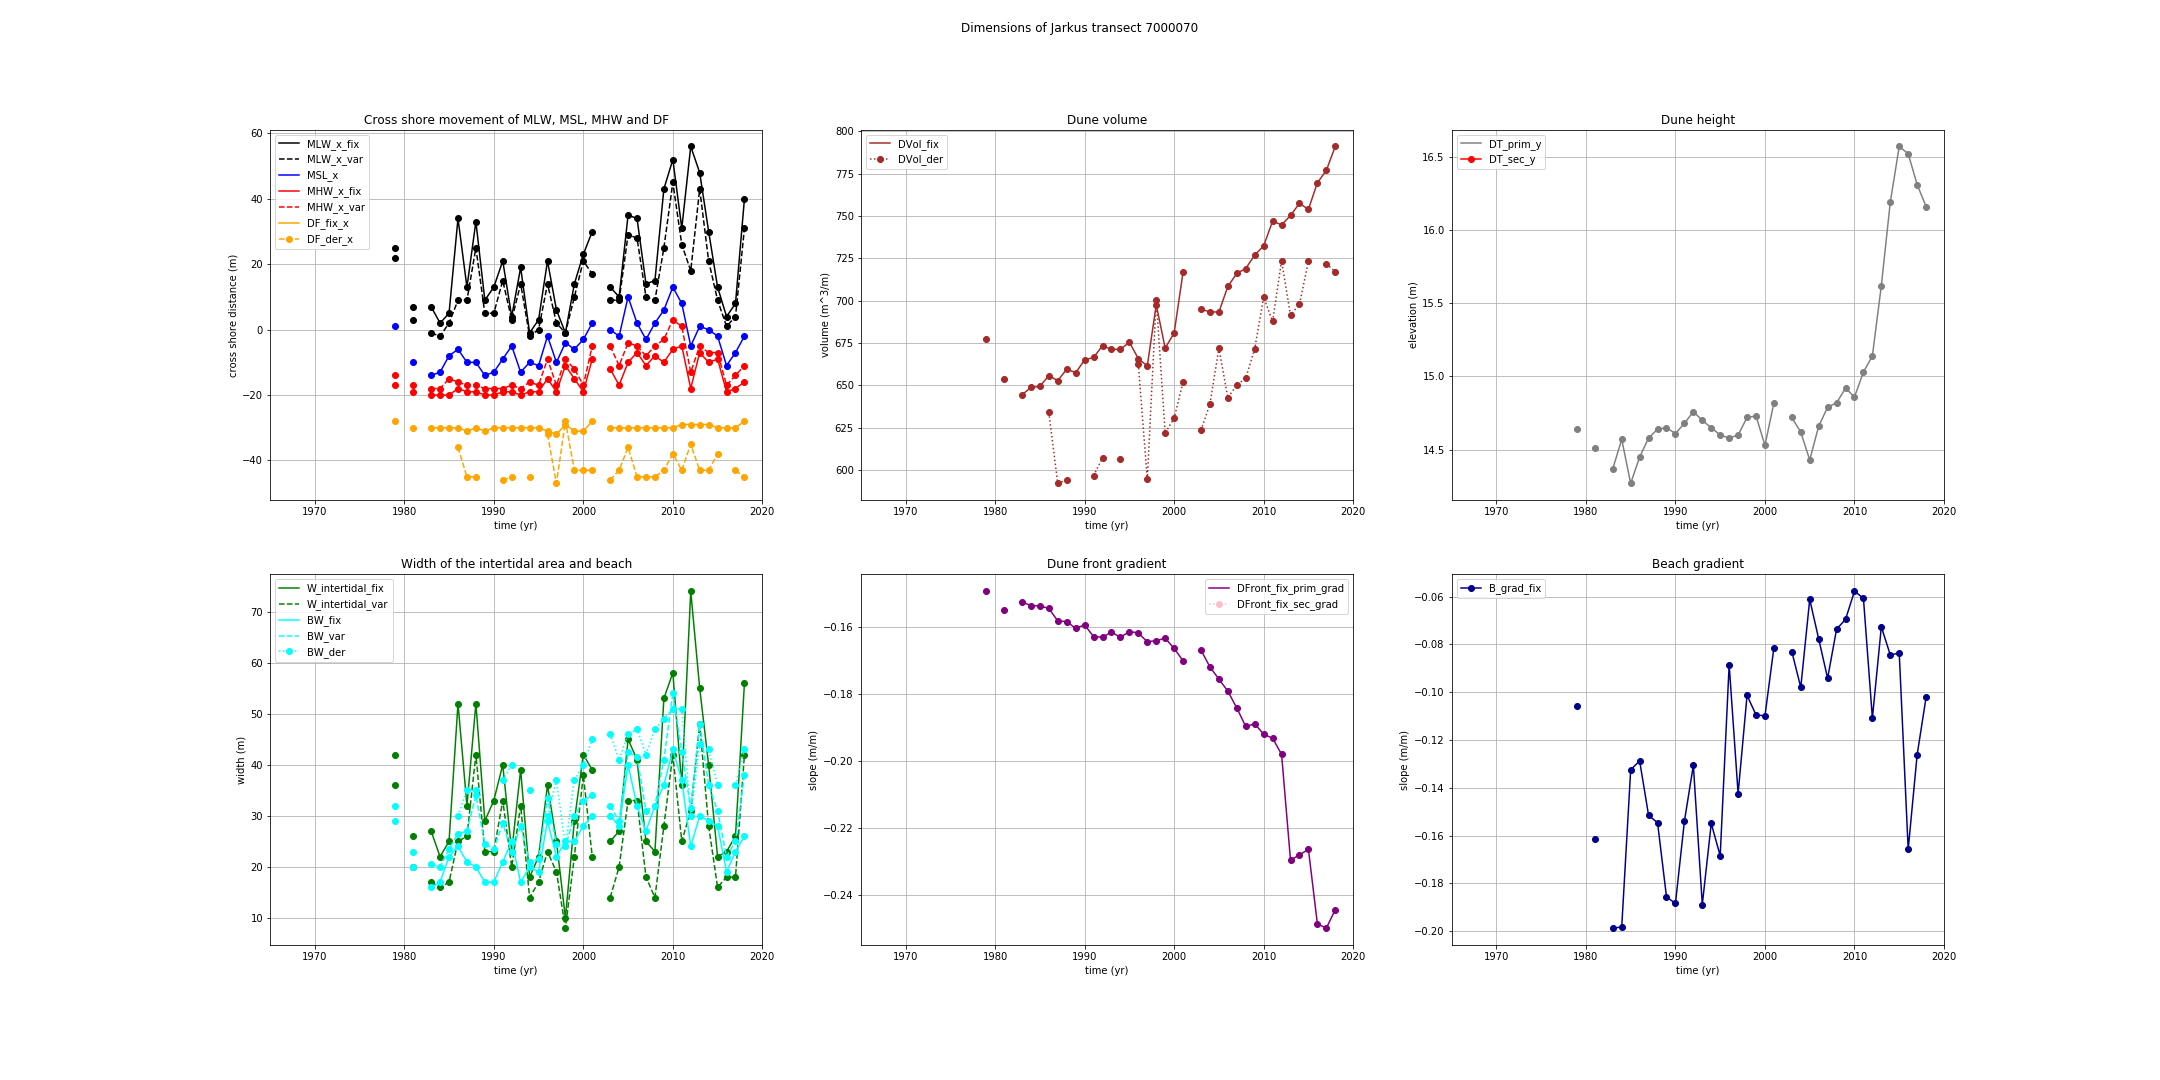 Dimensions of Jarkus transect 7000070
Cross shore movement of MLW, MSL, MHW and DF
60
40
20
0
−20
−40
cross shore distance (m)
MLW_x_fix
MLW_x_var
MSL_x
MHW_x_fix
MHW_x_var
DF_fix_x
DF_der_x
1970 1980 1990 2000 2010 2020
time (yr)
Dune volume
800
775
750
725
700
675
650
625
600
volume (m^3/m)
DVol_fix
DVol_der
1970 1980 1990 2000 2010 2020
time (yr)
Dune height
16.5
16.0
15.5
15.0
14.5
elevation (m)
DT_prim_y
DT_sec_y
1970 1980 1990 2000 2010 2020
time (yr)
Width of the intertidal area and beach
70
60
50
40
30
20
10
width (m)
W_intertidal_fix
W_intertidal_var
BW_fix
BW_var
BW_der
1970 1980 1990 2000 2010 2020
time (yr)
Dune front gradient
−0.16
−0.18
−0.20
−0.22
−0.24
slope (m/m)
DFront_fix_prim_grad
DFront_fix_sec_grad
1970 1980 1990 2000 2010 2020
time (yr)
Beach gradient
−0.06
−0.08
−0.10
−0.12
−0.14
−0.16
−0.18
−0.20
slope (m/m)
B_grad_fix
1970 1980 1990 2000 2010 2020
time (yr)